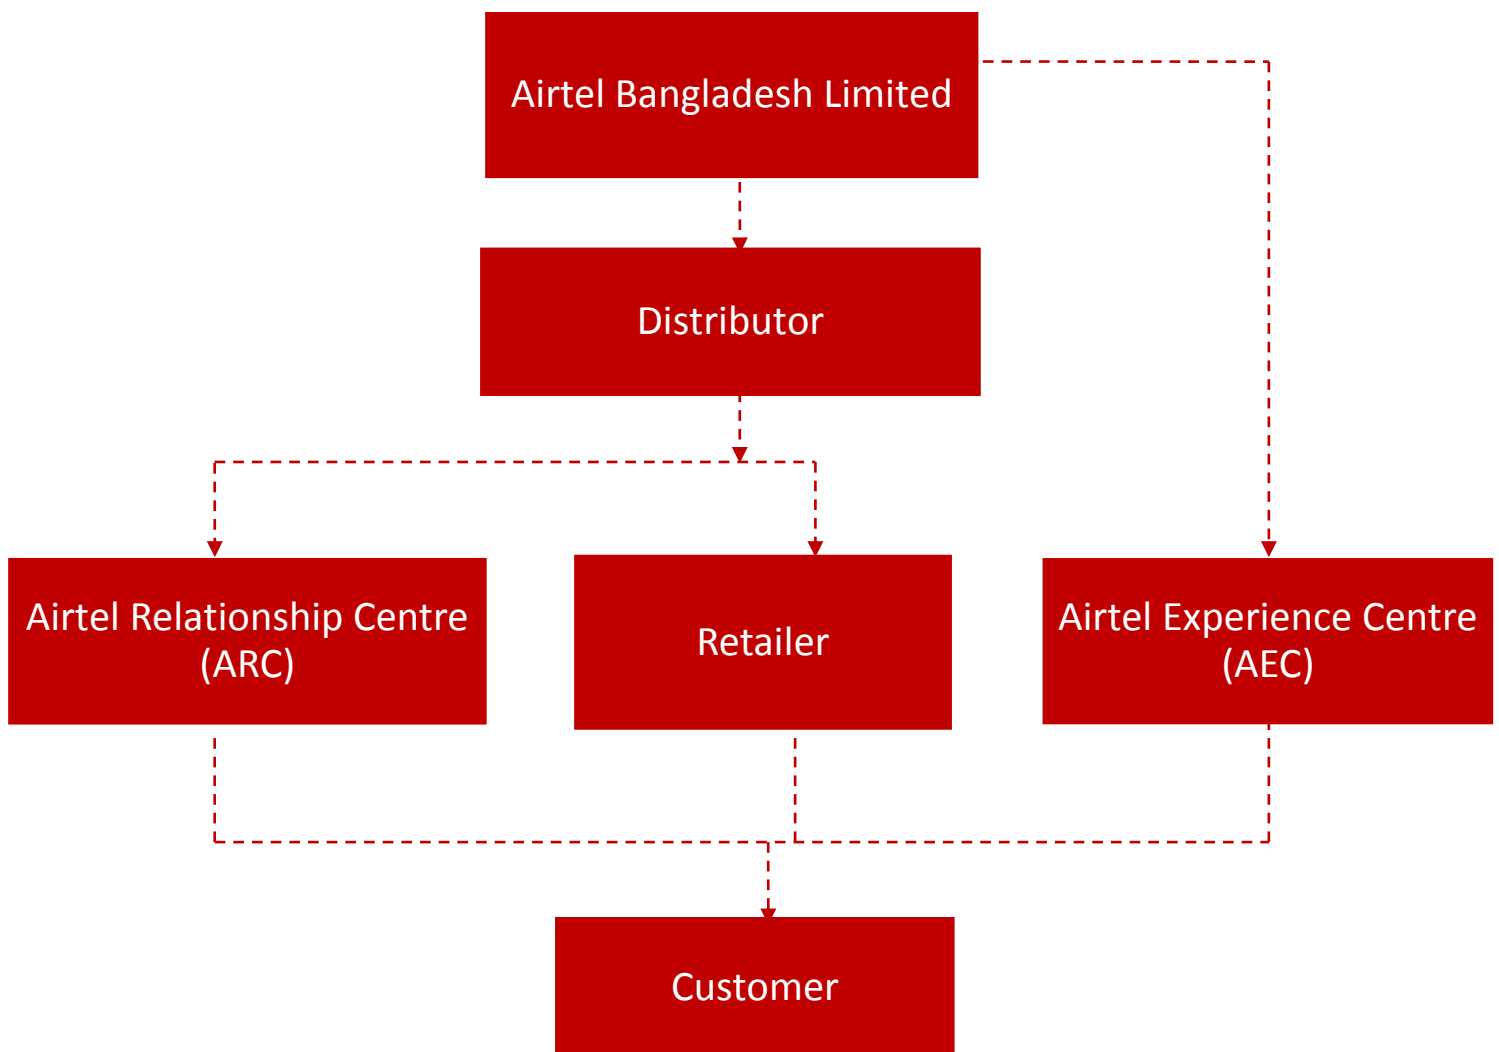 Airtel Bangladesh Limited
Distributor
Airtel Relationship Centre
(ARC)
Retailer
Airtel Experience Centre
(AEC)
Customer